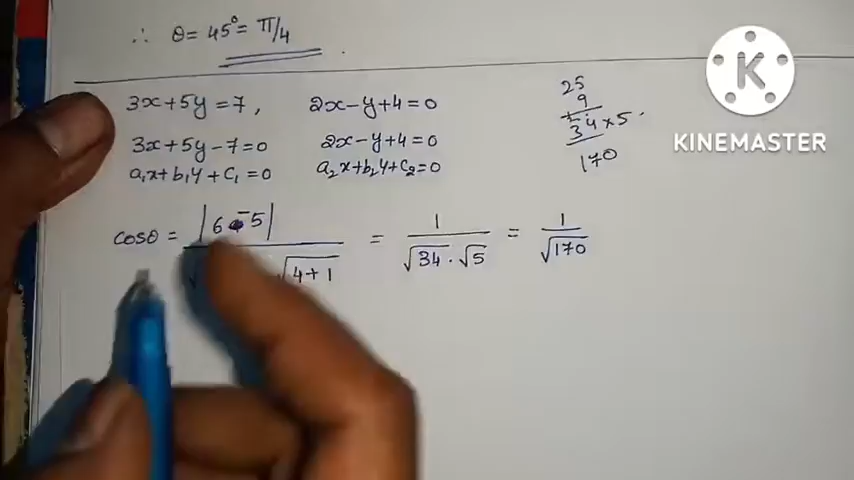 ∴ θ = 45° = π/4 .
3x+5y=7 , 2x-y+4=0
3x+5y-7=0 2x-y+4=0
a₁x+b₁y+c₁=0 a₂x+b₂y+c₂=0
25
9
34×5
170
cosθ = |6-5| / √4+1 = 1/√34.√5 = 1/√170
K
KINEMASTER